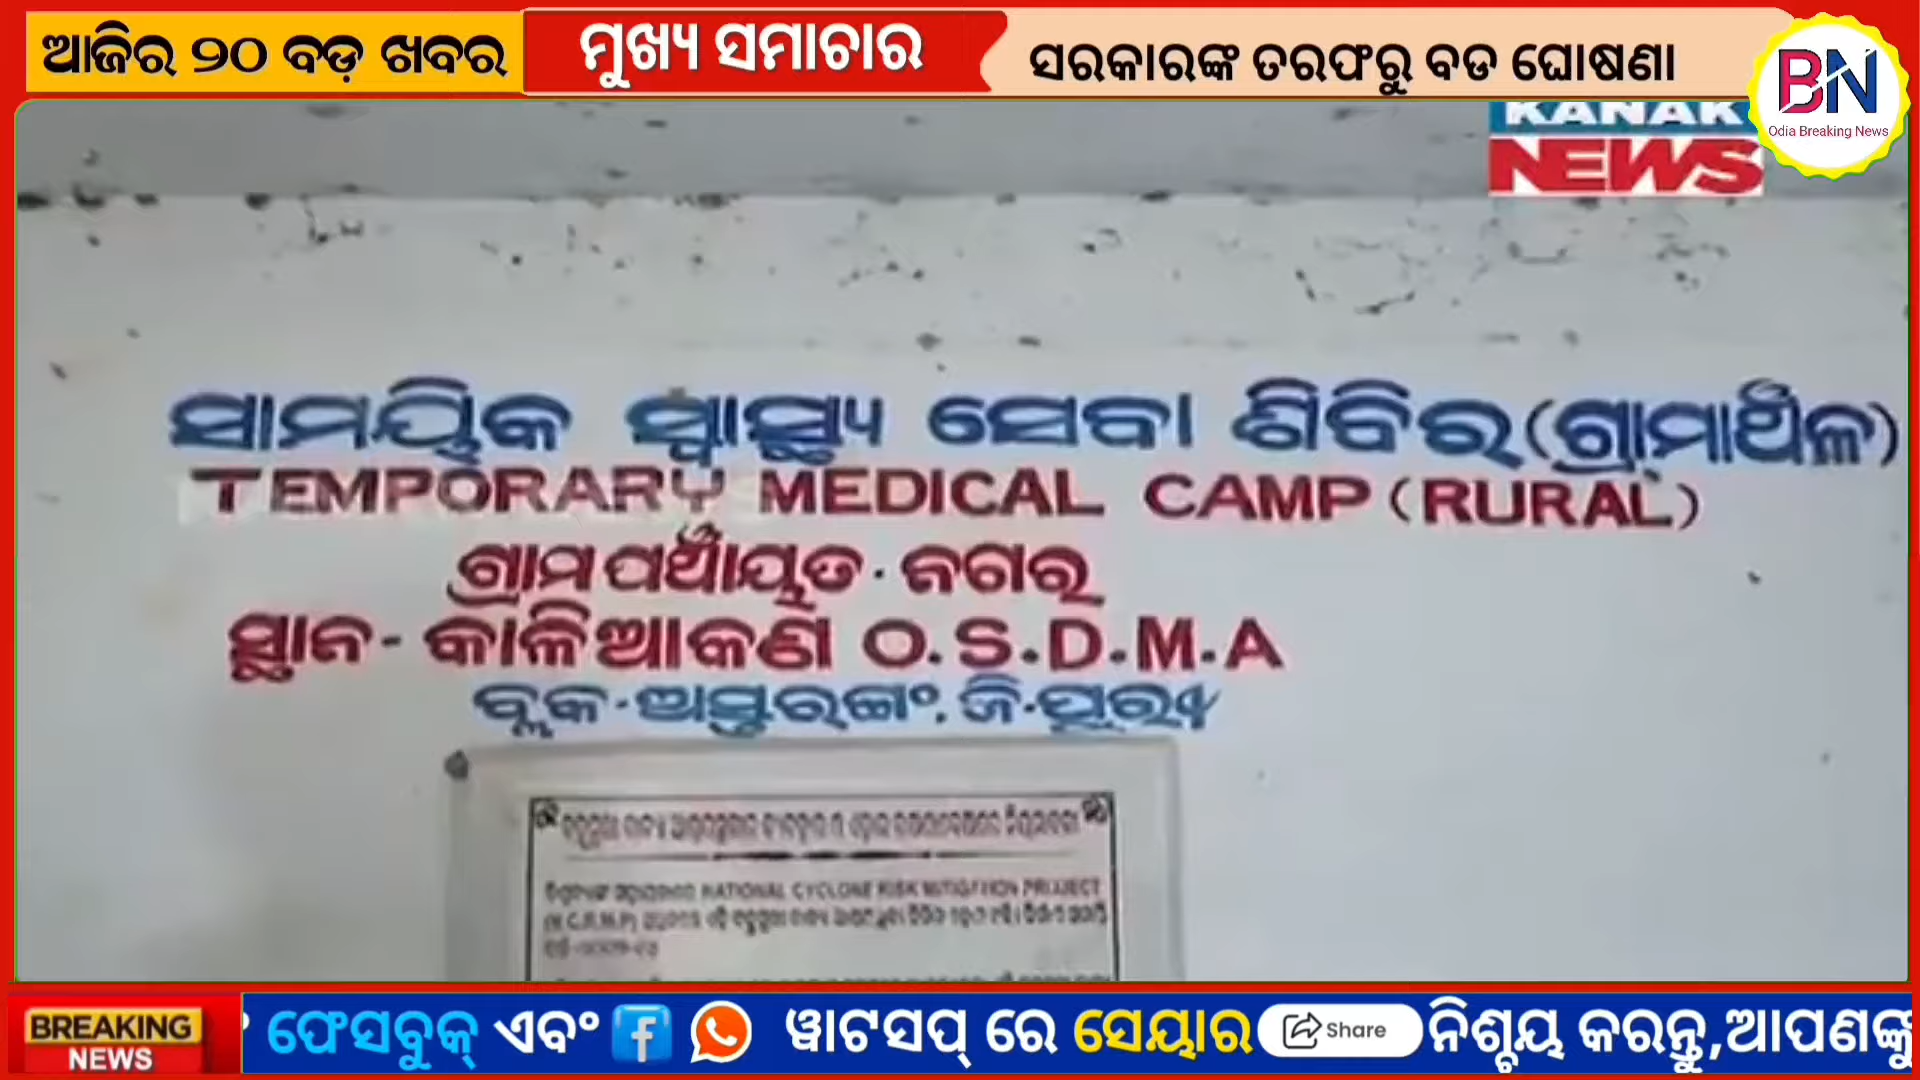 ଆଜିର ୨୦ ବଡ଼ ଖବର
ମୁଖ୍ୟ ସମାଚାର
ସରକାରଙ୍କ ତରଫରୁ ବଡ ଘୋଷଣା
BN
Odia Breaking News
KANAK
NEWS
ସାମୟିକ ସ୍ୱାସ୍ଥ୍ୟ ସେବା ଶିବିର (ଗ୍ରାମାଞ୍ଚଳ)
TEMPORARY MEDICAL CAMP (RURAL)
ଗ୍ରାମପଞ୍ଚାୟତ - ନଗର
ସ୍ଥାନ - କାଳିଆକଣ O.S.D.M.A
ବ୍ଲକ - ଅସ୍ତରଙ୍ଗ, ଜି - ପୁରୀ
NATIONAL CYCLONE RISK MITIGATION PROJECT
(N.C.R.M.P)
BREAKING
NEWS
ଫେସବୁକ୍ ଏବଂ ୱାଟସପ୍ ରେ ସେୟାର Share ନିଶ୍ଚୟ କରନ୍ତୁ,ଆପଣଙ୍କୁ